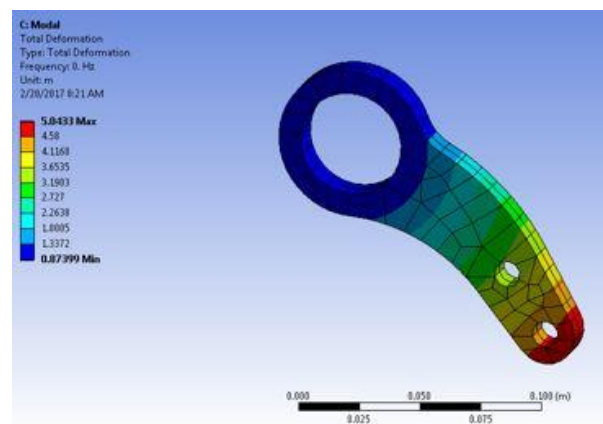 C: Modal
Total Deformation
Type: Total Deformation
Frequency: 0. Hz
Unit: m
2/20/2017 8:21 AM
5.0433 Max
4.58
4.1168
3.6535
3.1903
2.727
2.2638
1.8005
1.3372
0.87399 Min
0.000 0.050 0.100 (m)
0.025 0.075